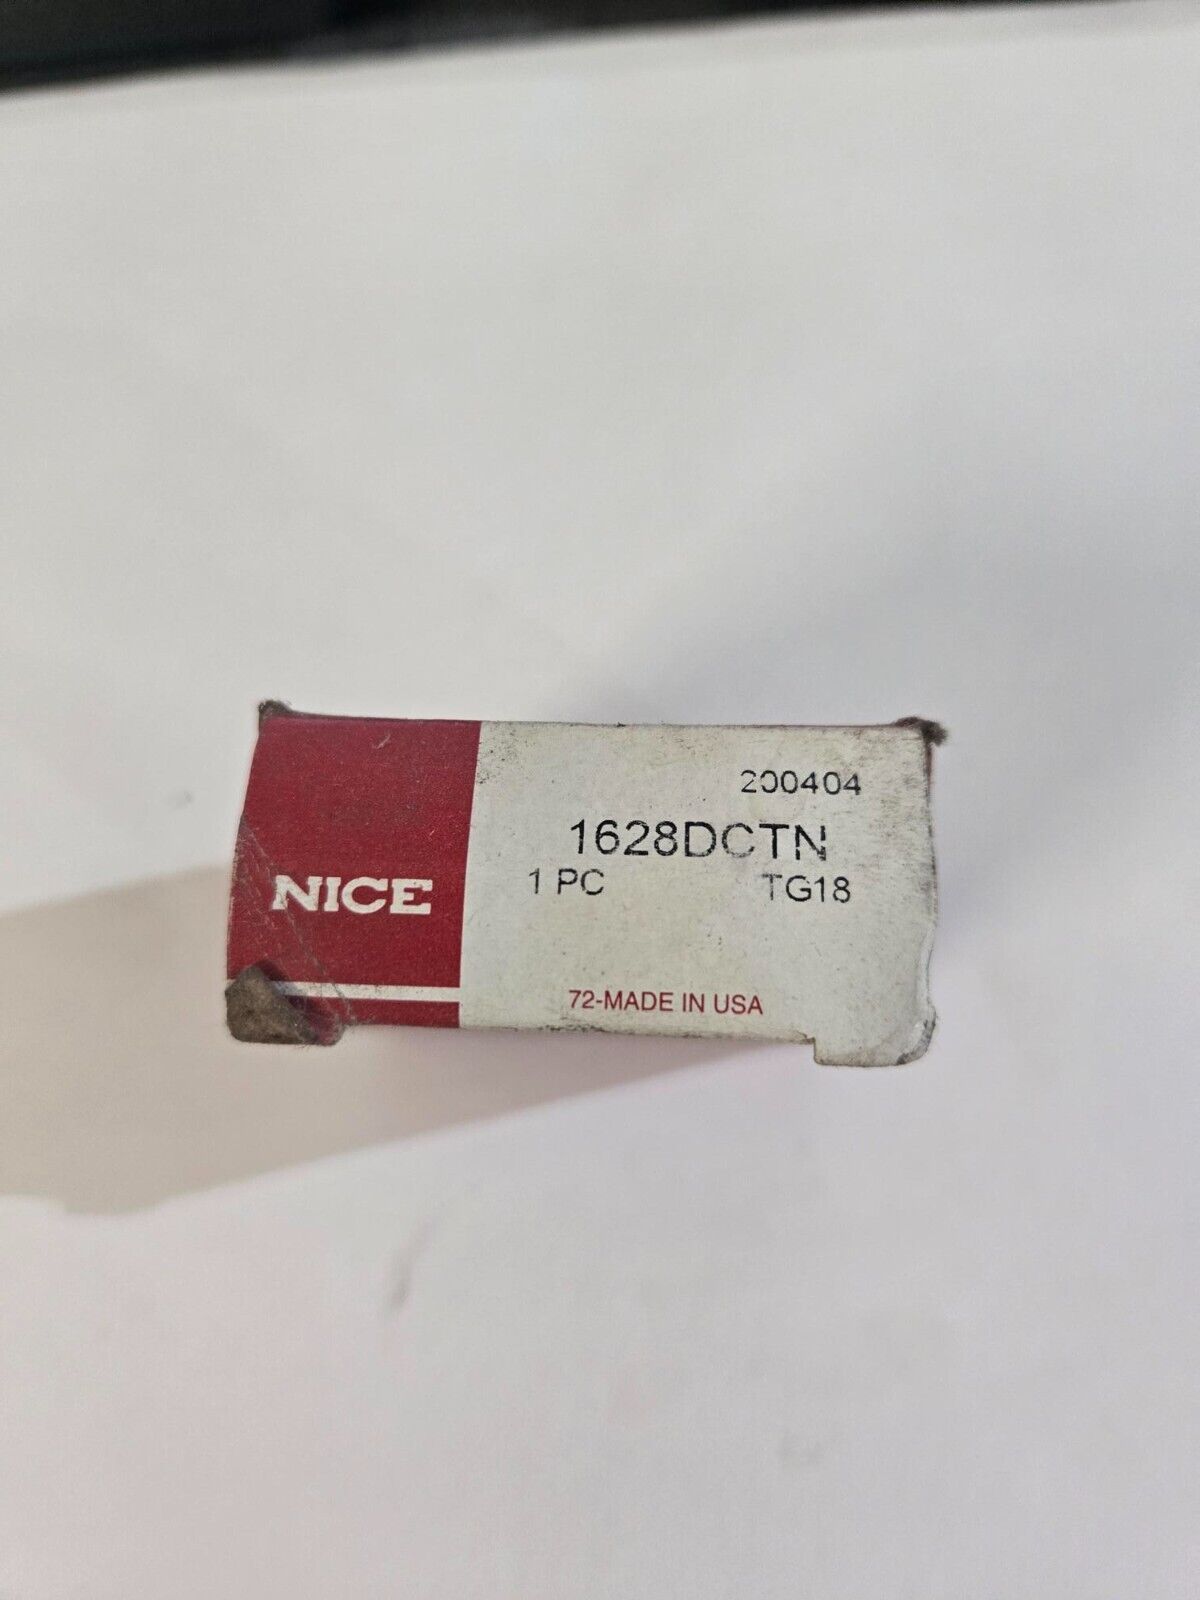 200404
1628DCTN
NICE
1 PC TG18
72-MADE IN USA